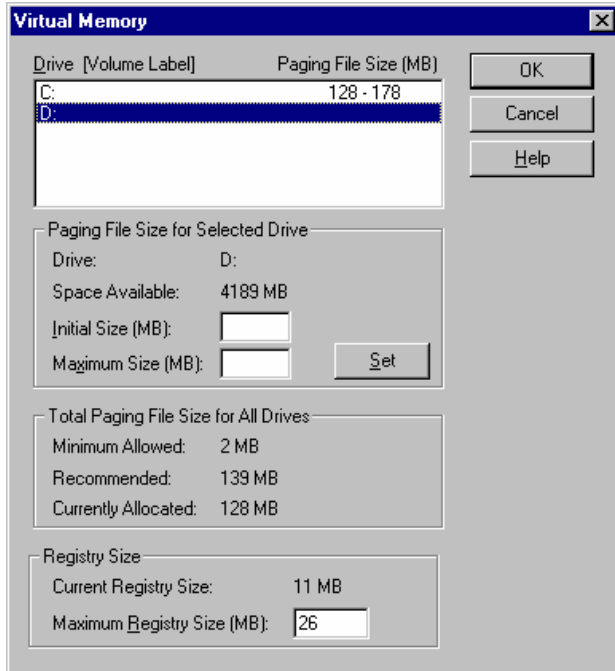 Virtual Memory
Drive [Volume Label] Paging File Size (MB)
C: 128 - 178
D:
OK
Cancel
Help
Paging File Size for Selected Drive
Drive: D:
Space Available: 4189 MB
Initial Size (MB):
Maximum Size (MB):
Set
Total Paging File Size for All Drives
Minimum Allowed: 2 MB
Recommended: 139 MB
Currently Allocated: 128 MB
Registry Size
Current Registry Size: 11 MB
Maximum Registry Size (MB): 26